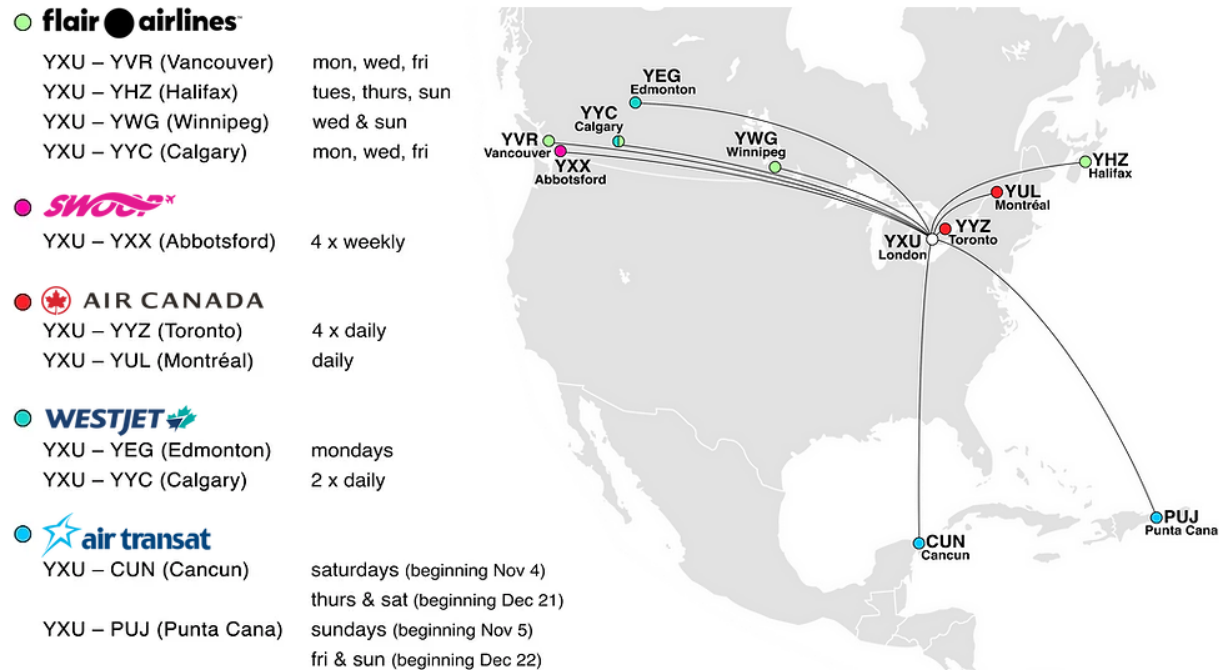 flair airlines
YXU – YVR (Vancouver) mon, wed, fri
YXU – YHZ (Halifax) tues, thurs, sun
YXU – YWG (Winnipeg) wed & sun
YXU – YYC (Calgary) mon, wed, fri
SWOOP
YXU – YXX (Abbotsford) 4 x weekly
AIR CANADA
YXU – YYZ (Toronto) 4 x daily
YXU – YUL (Montréal) daily
WESTJET
YXU – YEG (Edmonton) mondays
YXU – YYC (Calgary) 2 x daily
air transat
YXU – CUN (Cancun) saturdays (beginning Nov 4)
thurs & sat (beginning Dec 21)
YXU – PUJ (Punta Cana) sundays (beginning Nov 5)
fri & sun (beginning Dec 22)
YEG
Edmonton
YYC
Calgary
YVR
Vancouver
YXX
Abbotsford
YWG
Winnipeg
YHZ
Halifax
YUL
Montréal
YYZ
Toronto
YXU
London
CUN
Cancun
PUJ
Punta Cana